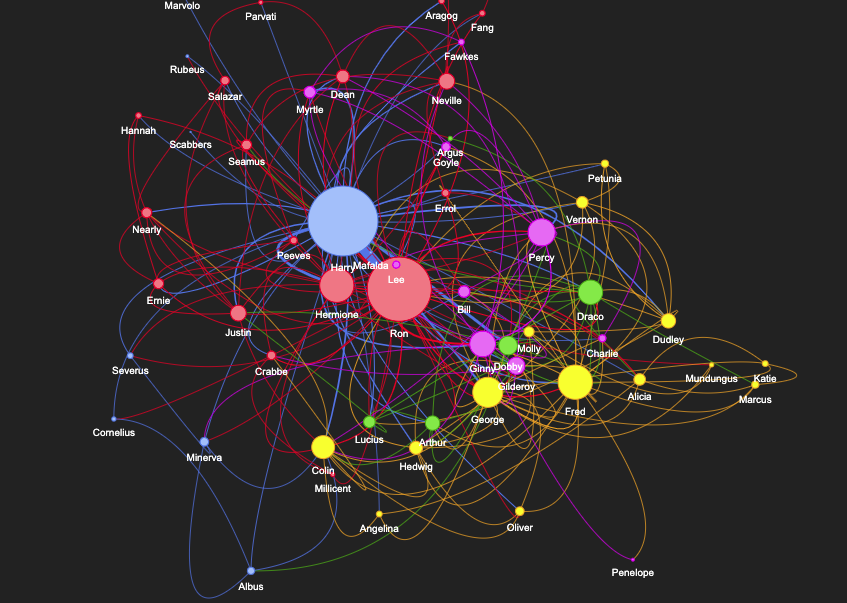 Marvolo
Parvati
Aragog
Fang
Fawkes
Rubeus
Salazar
Dean
Myrtle
Neville
Hannah
Scabbers
Seamus
Argus
Goyle
Petunia
Errol
Vernon
Nearly
Peeves
Percy
Harry
Mafalda
Lee
Ernie
Hermione
Bill
Draco
Justin
Ron
Dudley
Molly
Charlie
Severus
Crabbe
Ginny
Dobby
Gilderoy
Mundungus
Katie
Alicia
Marcus
Fred
George
Cornelius
Lucius
Arthur
Minerva
Colin
Hedwig
Millicent
Angelina
Oliver
Penelope
Albus